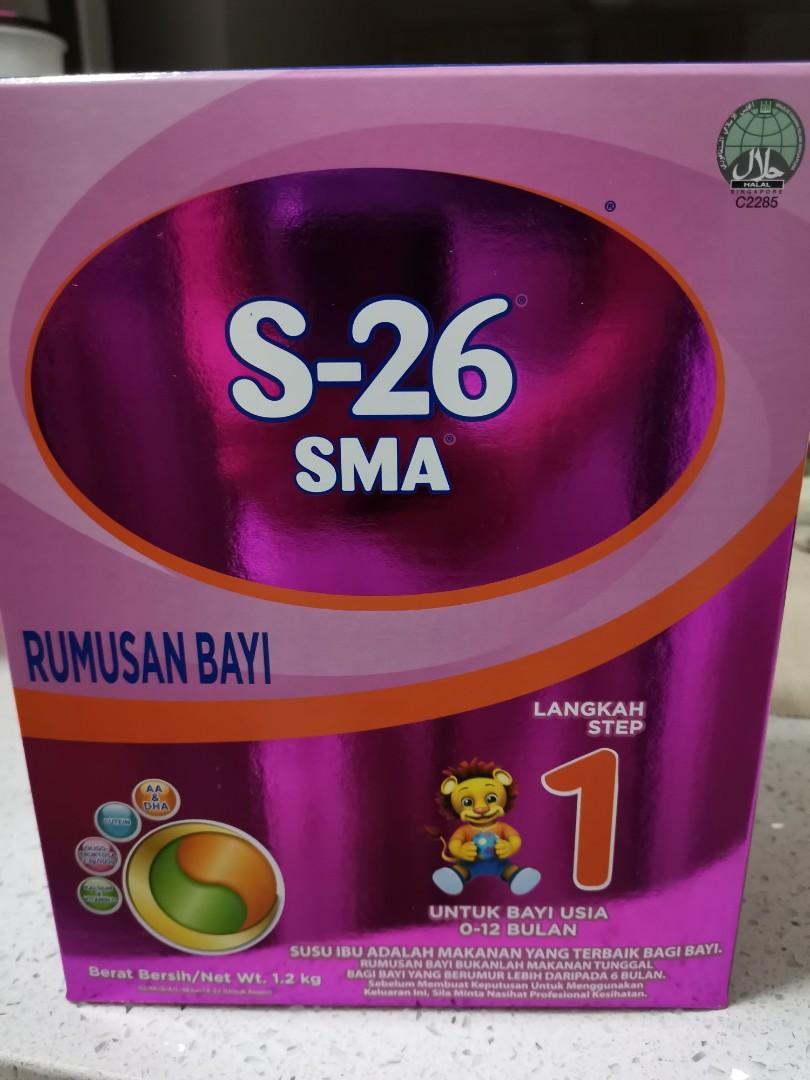 حلال
HALAL
SINGAPORE
C2285
®
S-26®
SMA®
RUMUSAN BAYI
LANGKAH
STEP
1
AA
&
DHA
LUTEIN
UNTUK BAYI USIA
0-12 BULAN
SUSU IBU ADALAH MAKANAN YANG TERBAIK BAGI BAYI.
RUMUSAN BAYI BUKANLAH MAKANAN TUNGGAL
BAGI BAYI YANG BERUMUR LEBIH DARIPADA 6 BULAN.
Sebelum Membuat Keputusan Untuk Menggunakan
Keluaran Ini, Sila Minta Nasihat Profesional Kesihatan.
Berat Bersih/Net Wt. 1.2 kg